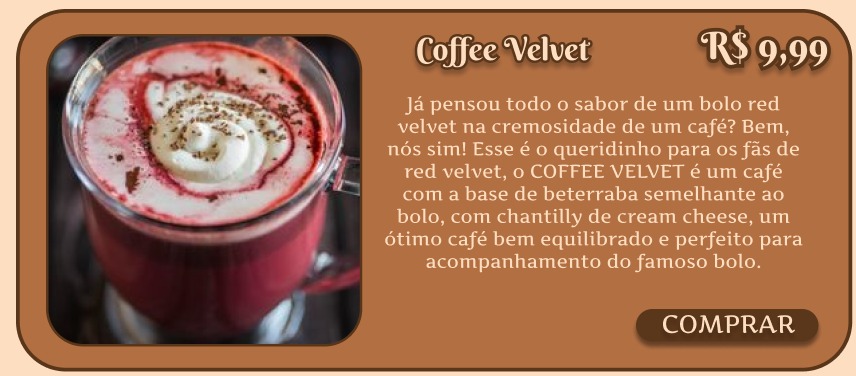 Coffee Velvet
R$ 9,99
Já pensou todo o sabor de um bolo red
velvet na cremosidade de um café? Bem,
nós sim! Esse é o queridinho para os fãs de
red velvet, o COFFEE VELVET é um café
com a base de beterraba semelhante ao
bolo, com chantilly de cream cheese, um
ótimo café bem equilibrado e perfeito para
acompanhamento do famoso bolo.
COMPRAR